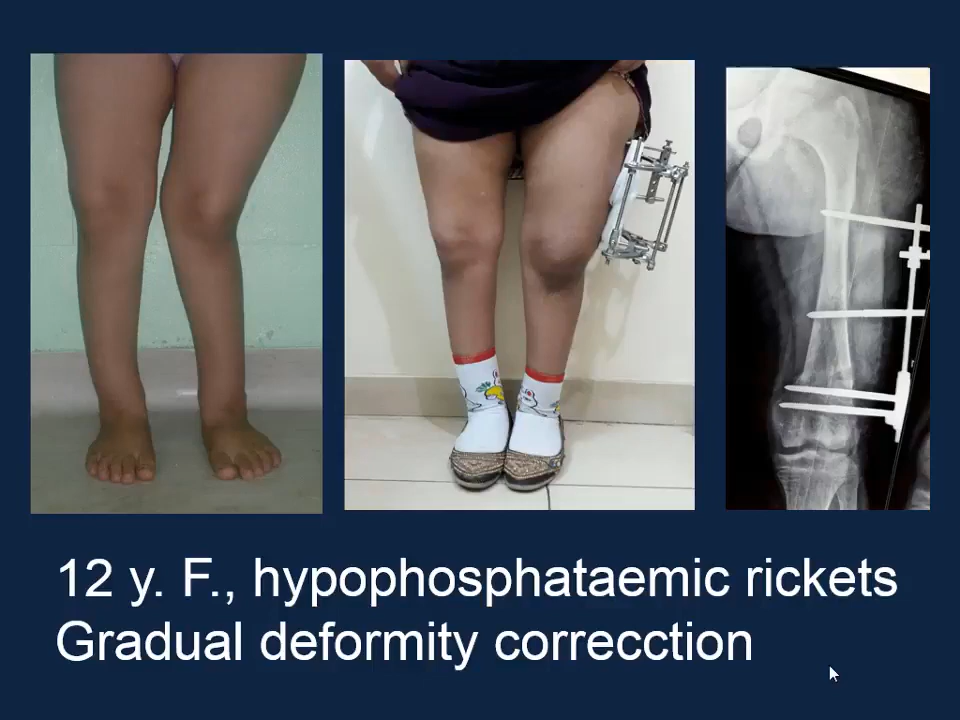 12 y. F., hypophosphataemic rickets
Gradual deformity correcction